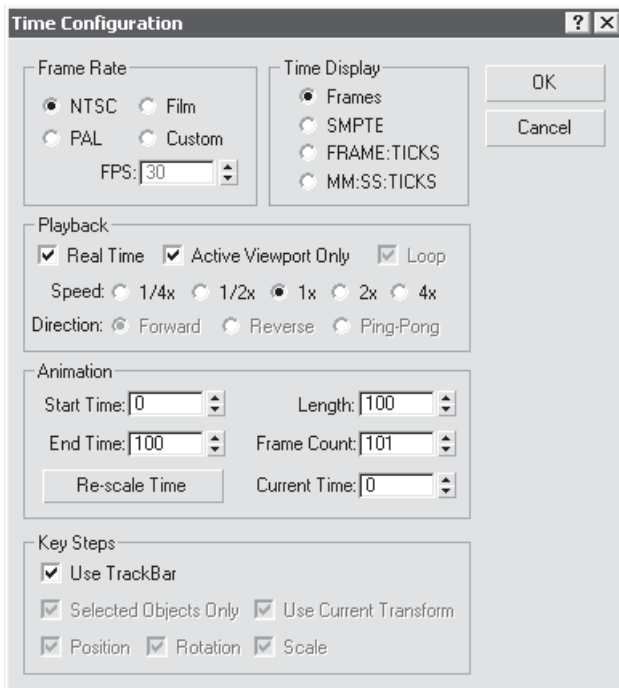 Time Configuration
Frame Rate
NTSC Film
PAL Custom
FPS: 30
Time Display
Frames
SMPTE
FRAME:TICKS
MM:SS:TICKS
OK
Cancel
Playback
Real Time Active Viewport Only Loop
Speed: 1/4x 1/2x 1x 2x 4x
Direction: Forward Reverse Ping-Pong
Animation
Start Time: 0 Length: 100
End Time: 100 Frame Count: 101
Re-scale Time Current Time: 0
Key Steps
Use TrackBar
Selected Objects Only Use Current Transform
Position Rotation Scale